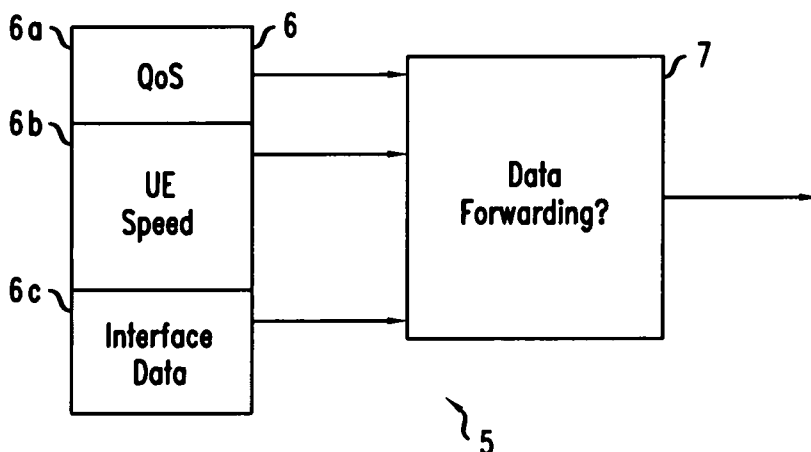 6a
6
QoS
7
6b
UE
Speed
Data
Forwarding?
6c
Interface
Data
5